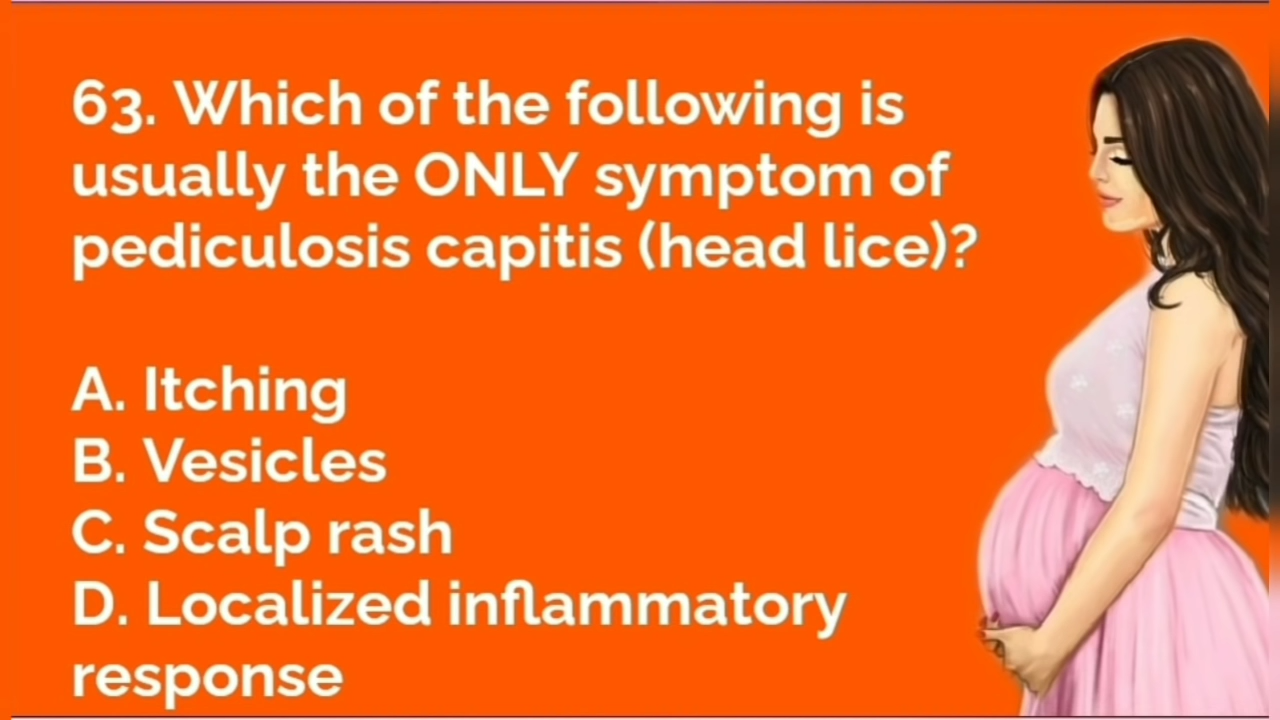 63. Which of the following is
usually the ONLY symptom of
pediculosis capitis (head lice)?
A. Itching
B. Vesicles
C. Scalp rash
D. Localized inflammatory
response